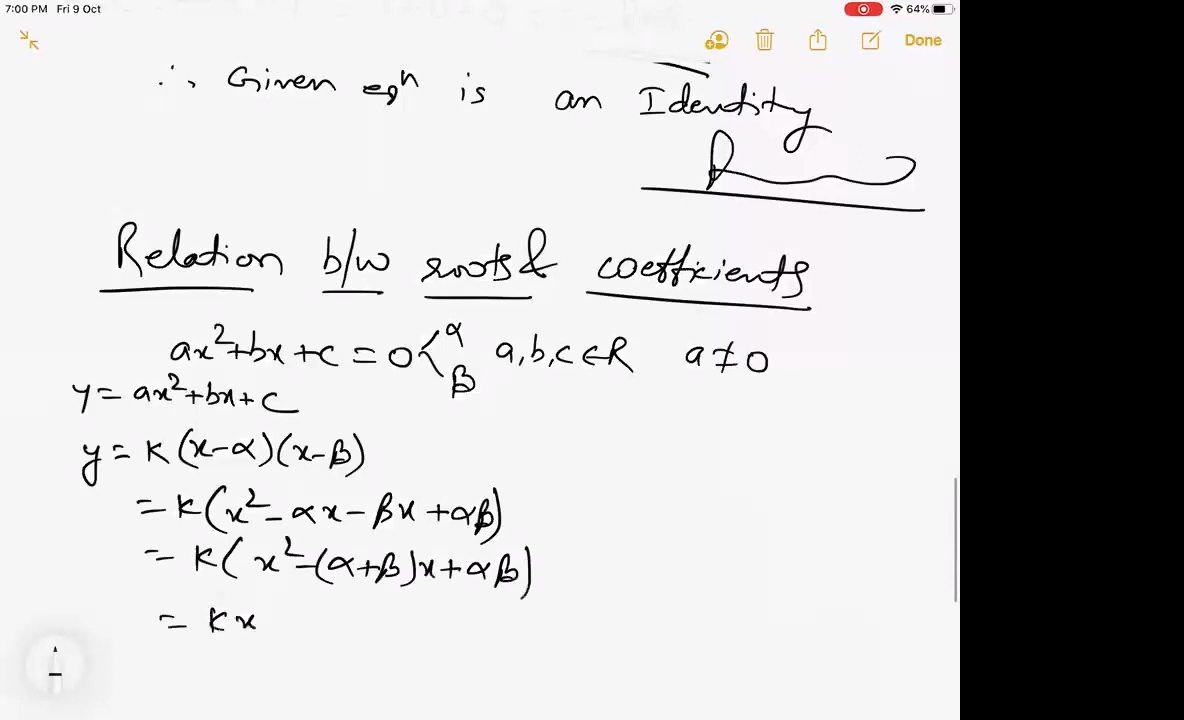 7:00 PM Fri 9 Oct 64%
Done
∴ Given eqn is an Identity
Relation b/w roots & coefficients
ax²+bx+c=0 < α β a,b,c∈R a≠0
y=ax²+bx+c
y=k(x-α)(x-β)
=k(x²-αx-βx+αβ)
=k(x²-(α+β)x+αβ)
=kx